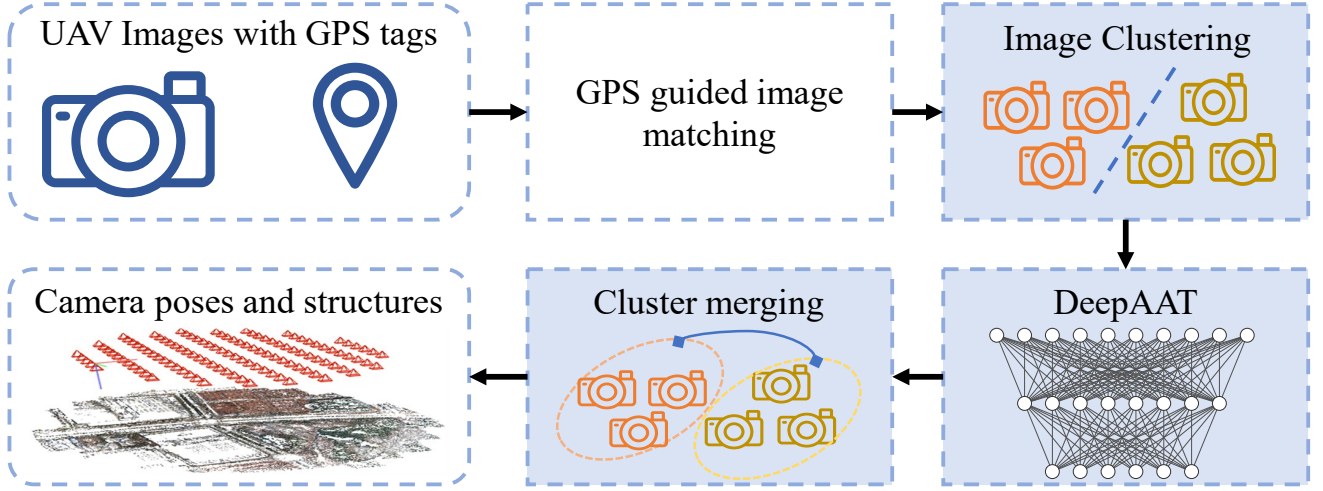 UAV Images with GPS tags
GPS guided image
matching
Image Clustering
DeepAAT
Cluster merging
Camera poses and structures